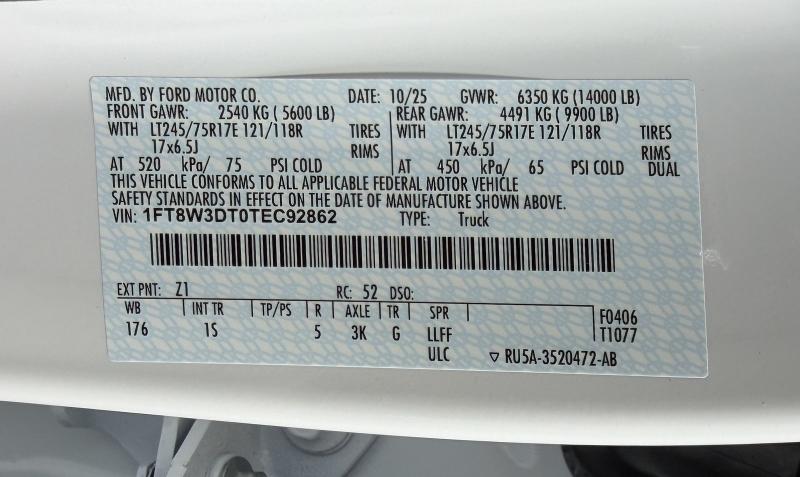 MFD. BY FORD MOTOR CO. DATE: 10/25 GVWR: 6350 KG (14000 LB)
FRONT GAWR: 2540 KG ( 5600 LB) REAR GAWR: 4491 KG ( 9900 LB)
WITH LT245/75R17E 121/118R TIRES WITH LT245/75R17E 121/118R TIRES
17x6.5J RIMS 17x6.5J RIMS
AT 520 kPa/ 75 PSI COLD AT 450 kPa/ 65 PSI COLD DUAL
THIS VEHICLE CONFORMS TO ALL APPLICABLE FEDERAL MOTOR VEHICLE
SAFETY STANDARDS IN EFFECT ON THE DATE OF MANUFACTURE SHOWN ABOVE.
VIN: 1FT8W3DT0TEC92862 TYPE: Truck
EXT PNT: Z1 RC: 52 DSO:
WB INT TR TP/PS R AXLE TR SPR F0406
176 1S 5 3K G LLFF T1077
ULC ▽ RU5A-3520472-AB